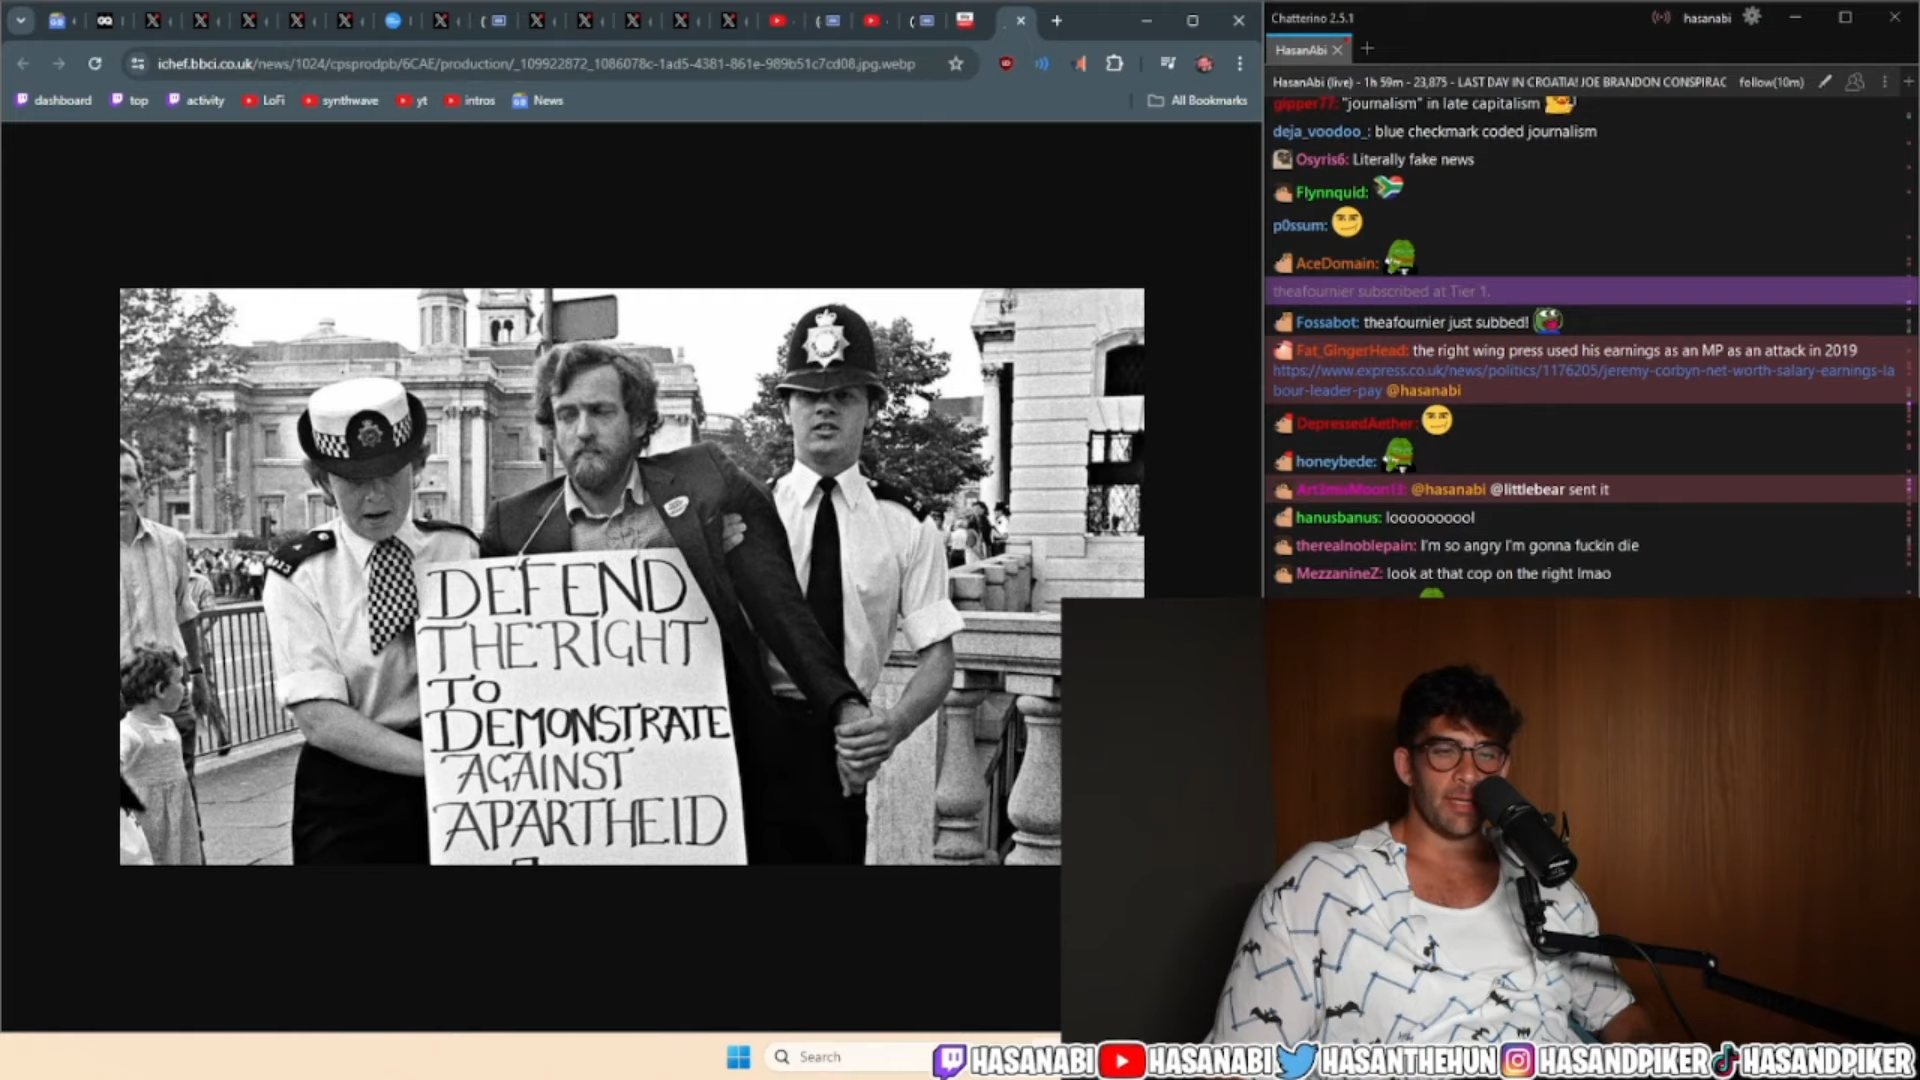 Chatterino 2.5.1
hasanabi
ichef.bbci.co.uk/news/1024/cpsprodpb/6CAE/production/_109922872_1086078c-1ad5-4381-861e-989b51c7cd08.jpg.webp
HasanAbi
HasanAbi (live) - 1h 59m - 23,875 - LAST DAY IN CROATIA! JOE BRANDON CONSPIRAC
follow(10m)
dashboard
top
activity
LoFi
synthwave
yt
intros
News
All Bookmarks
gipper77: "journalism" in late capitalism
deja_voodoo_: blue checkmark coded journalism
Osyris6: Literally fake news
Flynnquid:
p0ssum:
AceDomain:
theafournier subscribed at Tier 1.
Fossabot: theafournier just subbed!
Fat_GingerHead: the right wing press used his earnings as an MP as an attack in 2019
https://www.express.co.uk/news/politics/1176205/jeremy-corbyn-net-worth-salary-earnings-la
bour-leader-pay @hasanabi
DepressedAether:
honeybede:
Art3misMoon13: @hasanabi @littlebear sent it
hanusbanus: loooooooool
therealnoblepain: I'm so angry I'm gonna fuckin die
MezzanineZ: look at that cop on the right lmao
DEFEND
THE RIGHT
TO
DEMONSTRATE
AGAINST
APARTHEID
Search
HASANABI
HASANABI
HASANTHEHUN
HASANDPIKER
HASANDPIKER